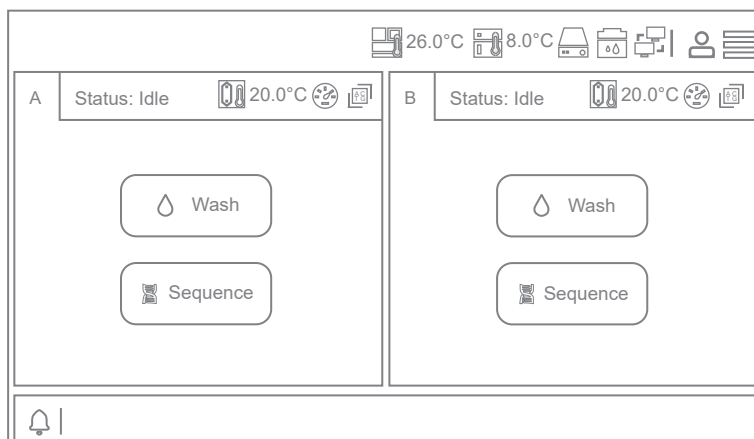 26.0°C 8.0°C
A Status: Idle 20.0°C B Status: Idle 20.0°C
Wash Wash
Sequence Sequence